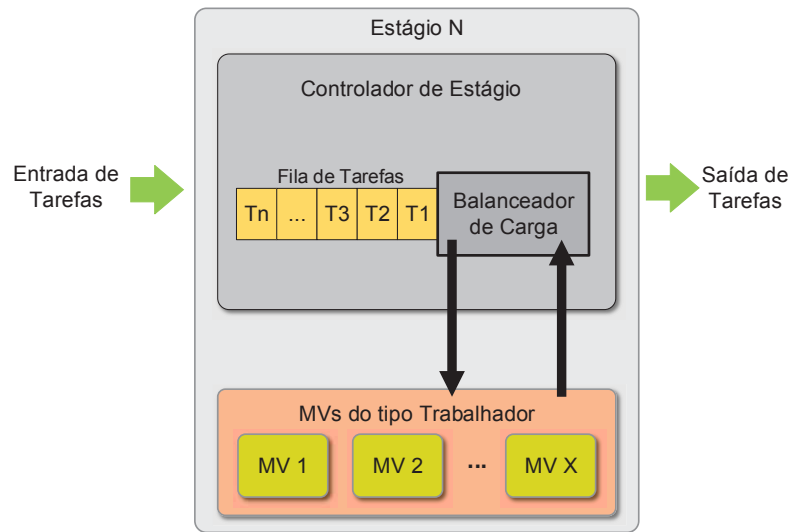 Estágio N
Controlador de Estágio
Entrada de
Tarefas
Fila de Tarefas
Tn ... T3 T2 T1
Balanceador
de Carga
Saída de
Tarefas
MVs do tipo Trabalhador
MV 1 MV 2 ... MV X